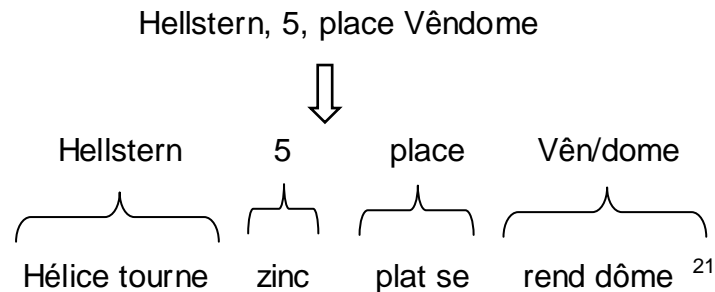 Hellstern, 5, place Vêndome
Hellstern 5 place Vên/dome
Hélice tourne zinc plat se rend dôme 21